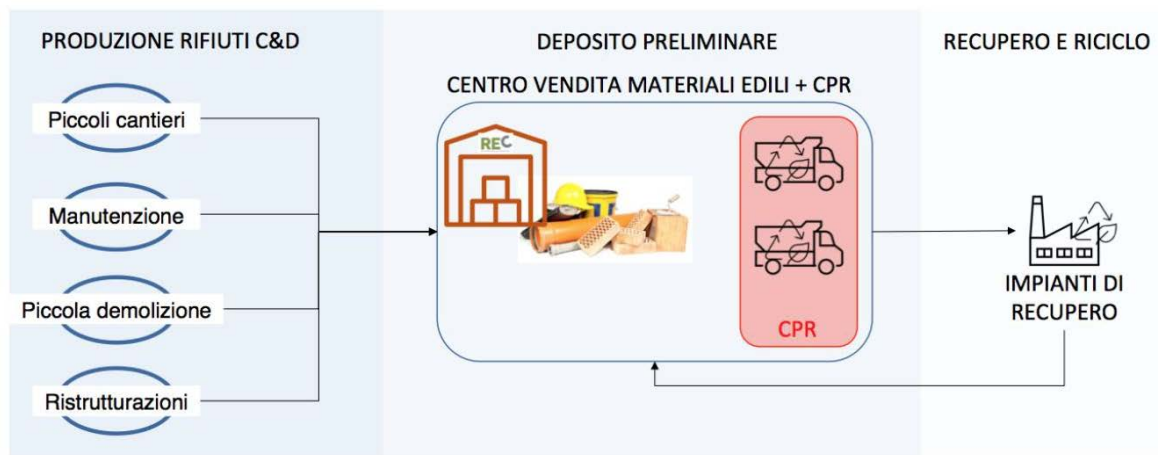 PRODUZIONE RIFIUTI C&D
Piccoli cantieri
Manutenzione
Piccola demolizione
Ristrutturazioni
DEPOSITO PRELIMINARE
CENTRO VENDITA MATERIALI EDILI + CPR
REC
CPR
RECUPERO E RICICLO
IMPIANTI DI
RECUPERO